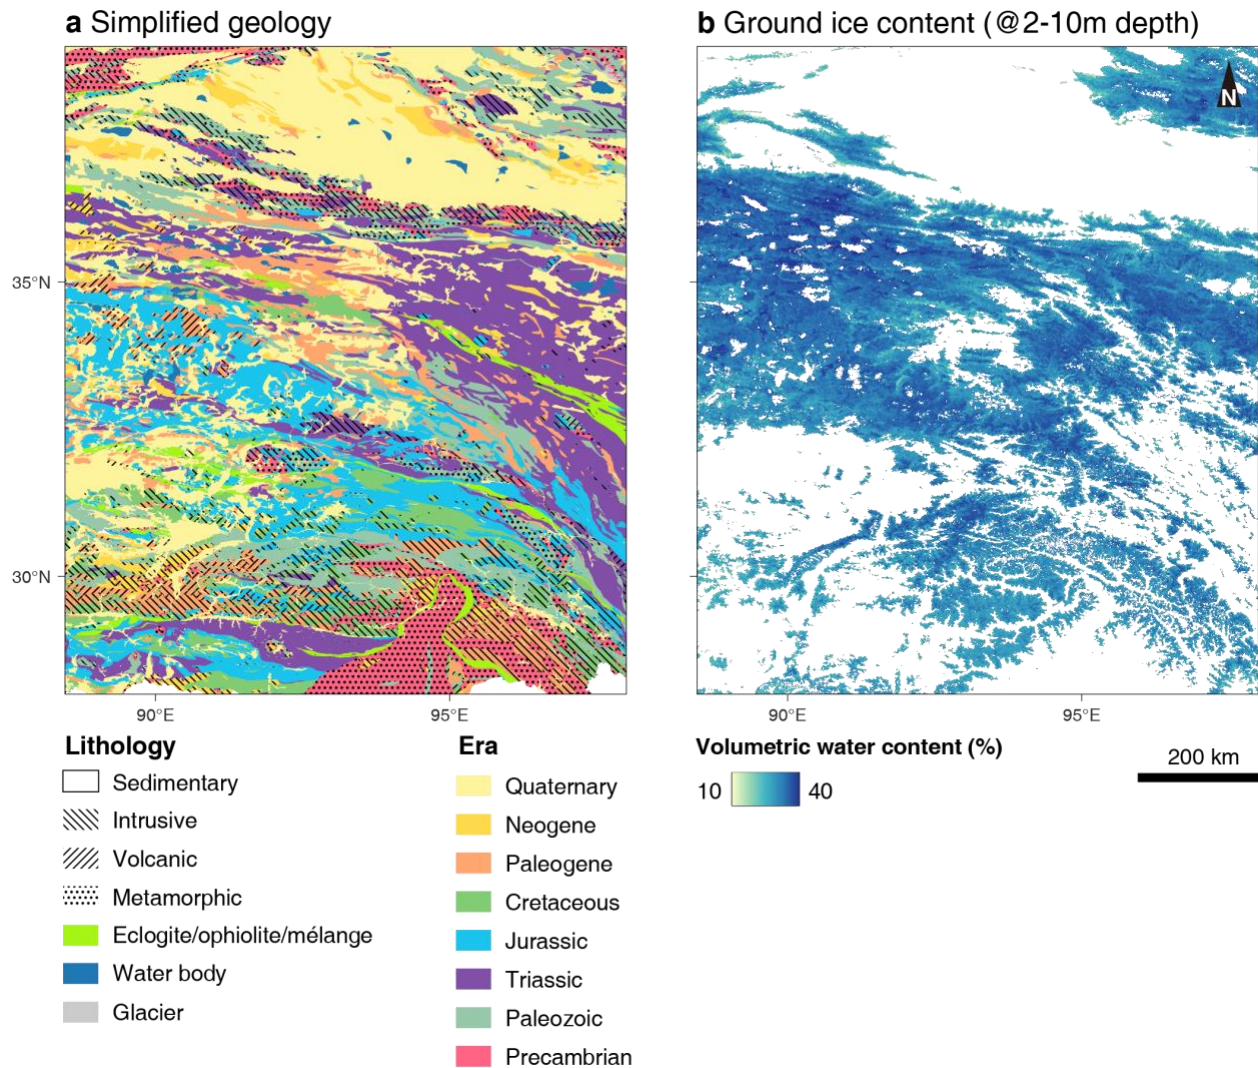 a Simplified geology
b Ground ice content (@2-10m depth)
N
35°N
30°N
90°E
95°E
90°E
95°E
Lithology
Sedimentary
Intrusive
Volcanic
Metamorphic
Eclogite/ophiolite/mélange
Water body
Glacier
Era
Quaternary
Neogene
Paleogene
Cretaceous
Jurassic
Triassic
Paleozoic
Precambrian
Volumetric water content (%)
10 40
200 km